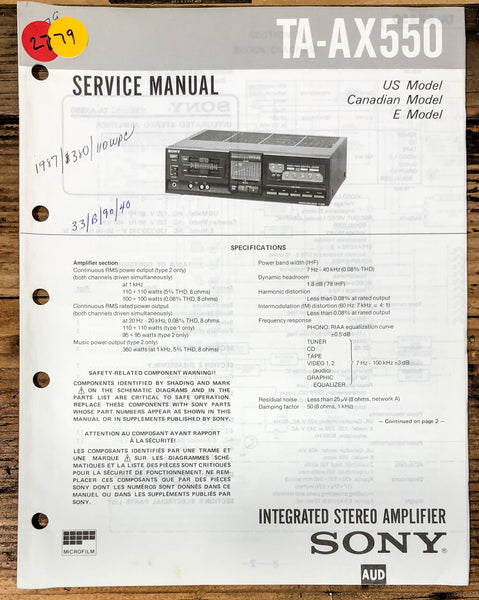 TA-AX550
2779
SERVICE MANUAL
US Model
Canadian Model
E Model
1987/$380/110wpc
33/B/90/40
SONY
SPECIFICATIONS
Amplifier section
Continuous RMS power output (type 2 only)
(both channels driven simultaneously)
at 1 kHz
110 + 110 watts (5% THD, 8 ohms)
100 + 100 watts (0.08% THD, 8 ohms)
Continuous RMS rated power output
(both channels driven simultaneously)
at 20 Hz - 20 kHz, (0.08% THD, 8 ohms)
110 + 110 watts (type 1 only)
95 + 95 watts (type 2 only)
Music power output (type 2 only)
360 watts (at 1 kHz, 5% THD, 8 ohms)
SAFETY-RELATED COMPONENT WARNING!!
COMPONENTS IDENTIFIED BY SHADING AND MARK
⚠ ON THE SCHEMATIC DIAGRAMS AND IN THE
PARTS LIST ARE CRITICAL TO SAFE OPERATION.
REPLACE THESE COMPONENTS WITH SONY PARTS
WHOSE PART NUMBERS APPEAR AS SHOWN IN THIS
MANUAL OR IN SUPPLEMENTS PUBLISHED BY SONY.
ATTENTION AU COMPOSANT AYANT RAPPORT
À LA SÉCURITÉ!
LES COMPOSANTS IDENTIFIÉS PAR UNE TRAME ET
UNE MARQUE ⚠ SUR LES DIAGRAMMES SCHÉ-
MATIQUES ET LA LISTE DES PIÈCES SONT CRITIQUES
POUR LA SÉCURITÉ DE FONCTIONNEMENT. NE REM-
PLACER CES COMPOSANTS QUE PAR DES PIÈCES
SONY DONT LES NUMÉROS SONT DONNÉS DANS CE
MANUEL OU DANS LES SUPPLÉMENTS PUBLIÉS PAR
SONY.
Power band width (IHF)
7 Hz - 40 kHz (0.08% THD)
Dynamic headroom
1.8 dB ('78 IHF)
Harmonic distortion
Less than 0.08% at rated output
Intermodulation (IM) distortion (60 Hz: 7 kHz = 4: 1)
Less than 0.08% at rated output
Frequency response
PHONO: RIAA equalization curve
±0.5 dB
TUNER
CD
TAPE
VIDEO 1, 2
(audio)
GRAPHIC
EQUALIZER
7 Hz - 100 kHz ±3 dB
Residual noise Less than 25 µV (8 ohms, network A)
Damping factor 50 (8 ohms, 1 kHz)
– Continued on page 2 –
MICROFILM
INTEGRATED STEREO AMPLIFIER
SONY®
AUD